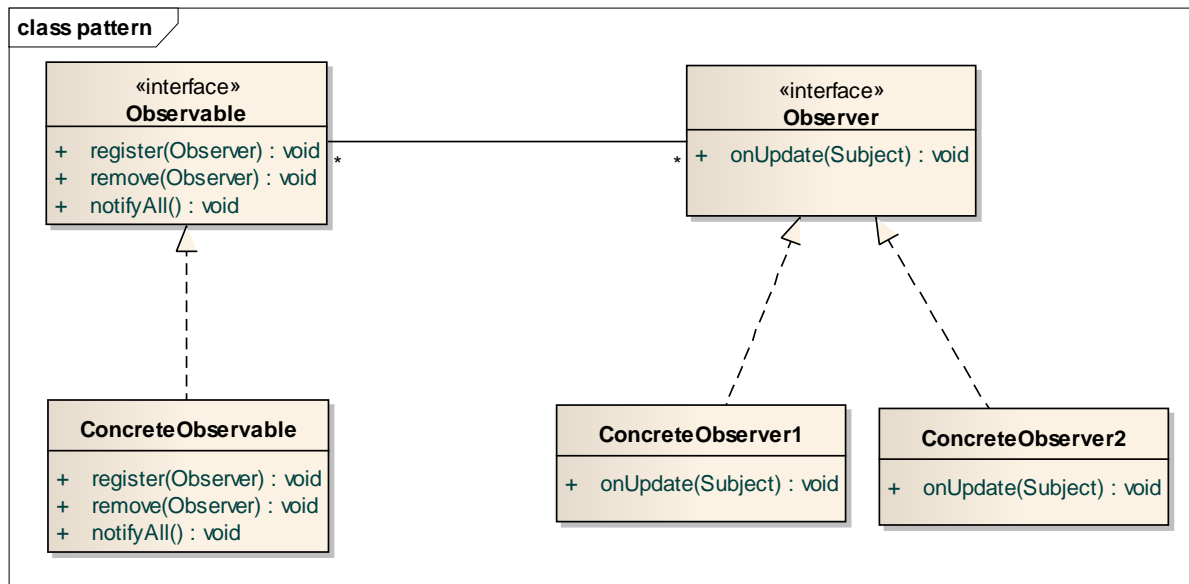 class pattern
«interface»
Observable
+ register(Observer) : void
+ remove(Observer) : void
+ notifyAll() : void
*
*
«interface»
Observer
+ onUpdate(Subject) : void
ConcreteObservable
+ register(Observer) : void
+ remove(Observer) : void
+ notifyAll() : void
ConcreteObserver1
+ onUpdate(Subject) : void
ConcreteObserver2
+ onUpdate(Subject) : void